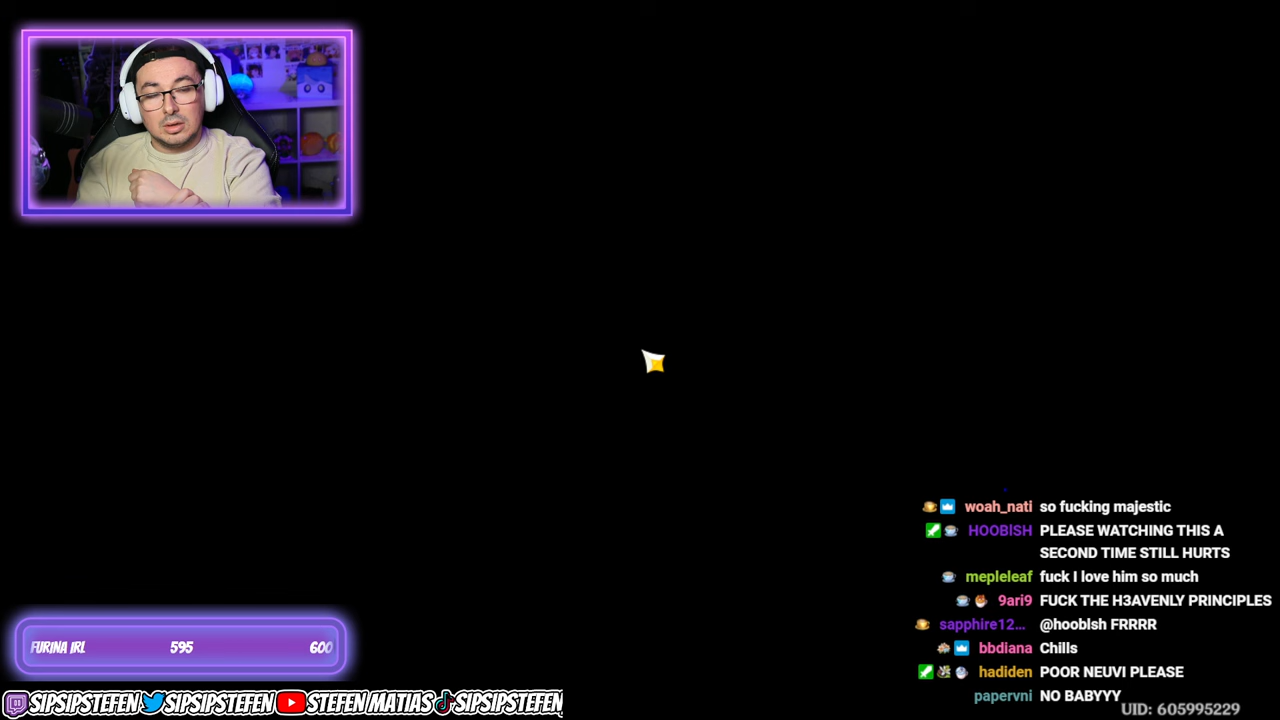 woah_nati so fucking majestic
HOOBISH PLEASE WATCHING THIS A
SECOND TIME STILL HURTS
mepleleaf fuck I love him so much
9ari9 FUCK THE H3AVENLY PRINCIPLES
sapphire12... @hooblsh FRRRR
bbdiana Chills
hadiden POOR NEUVI PLEASE
papervni NO BABYYY
FURINA IRL 595 600
SIPSIPSTEFEN SIPSIPSTEFEN STEFEN MATIAS SIPSIPSTEFEN
UID: 605995229